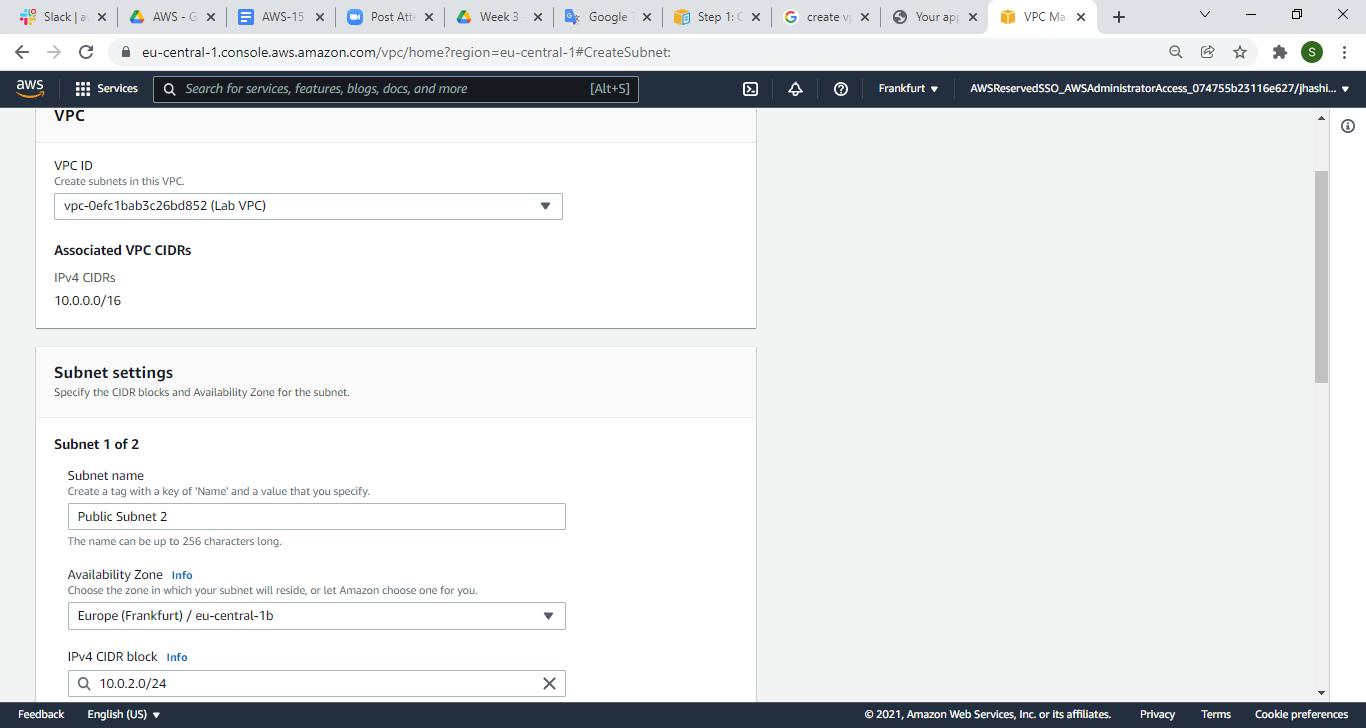 Slack | a
AWS - G
AWS-15
Post Atte
Week 3 -
Google T
Step 1: C
create vp
Your app
VPC Ma
eu-central-1.console.aws.amazon.com/vpc/home?region=eu-central-1#CreateSubnet:
S
aws
Services
Search for services, features, blogs, docs, and more
[Alt+S]
Frankfurt
AWSReservedSSO_AWSAdministratorAccess_074755b23116e627/jhashi...
VPC
VPC ID
Create subnets in this VPC.
vpc-0efc1bab3c26bd852 (Lab VPC)
Associated VPC CIDRs
IPv4 CIDRs
10.0.0.0/16
Subnet settings
Specify the CIDR blocks and Availability Zone for the subnet.
Subnet 1 of 2
Subnet name
Create a tag with a key of 'Name' and a value that you specify.
Public Subnet 2
The name can be up to 256 characters long.
Availability Zone Info
Choose the zone in which your subnet will reside, or let Amazon choose one for you.
Europe (Frankfurt) / eu-central-1b
IPv4 CIDR block Info
10.0.2.0/24
Feedback
English (US)
© 2021, Amazon Web Services, Inc. or its affiliates.
Privacy
Terms
Cookie preferences